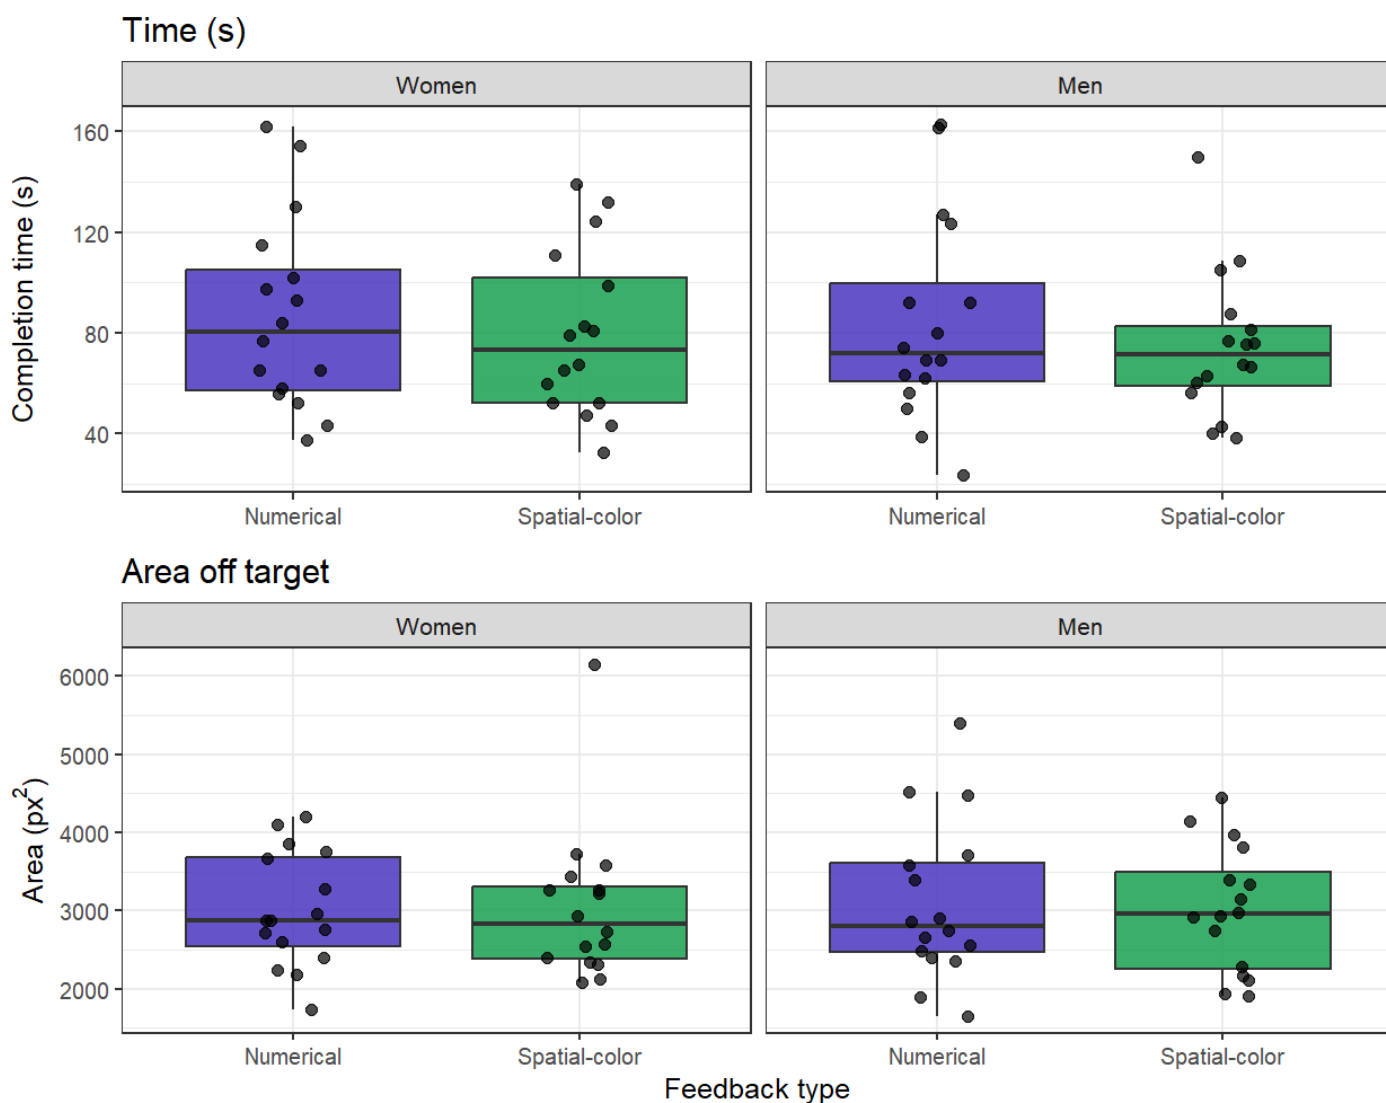 Time (s)
Women
Men
Completion time (s)
160
120
80
40
Numerical
Spatial-color
Numerical
Spatial-color
Area off target
Women
Men
Area (px²)
6000
5000
4000
3000
2000
Numerical
Spatial-color
Numerical
Spatial-color
Feedback type